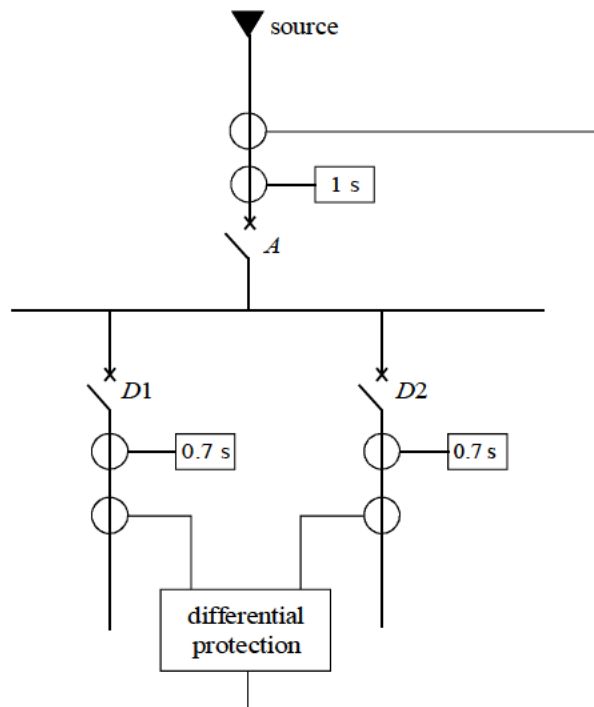 source
1 s
A
D1
D2
0.7 s
0.7 s
differential
protection